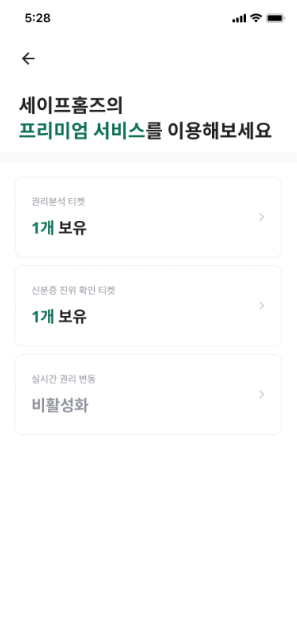 5:28
세이프홈즈의
프리미엄 서비스를 이용해보세요
권리분석 티켓
1개 보유
신분증 진위 확인 티켓
1개 보유
실시간 권리 변동
비활성화